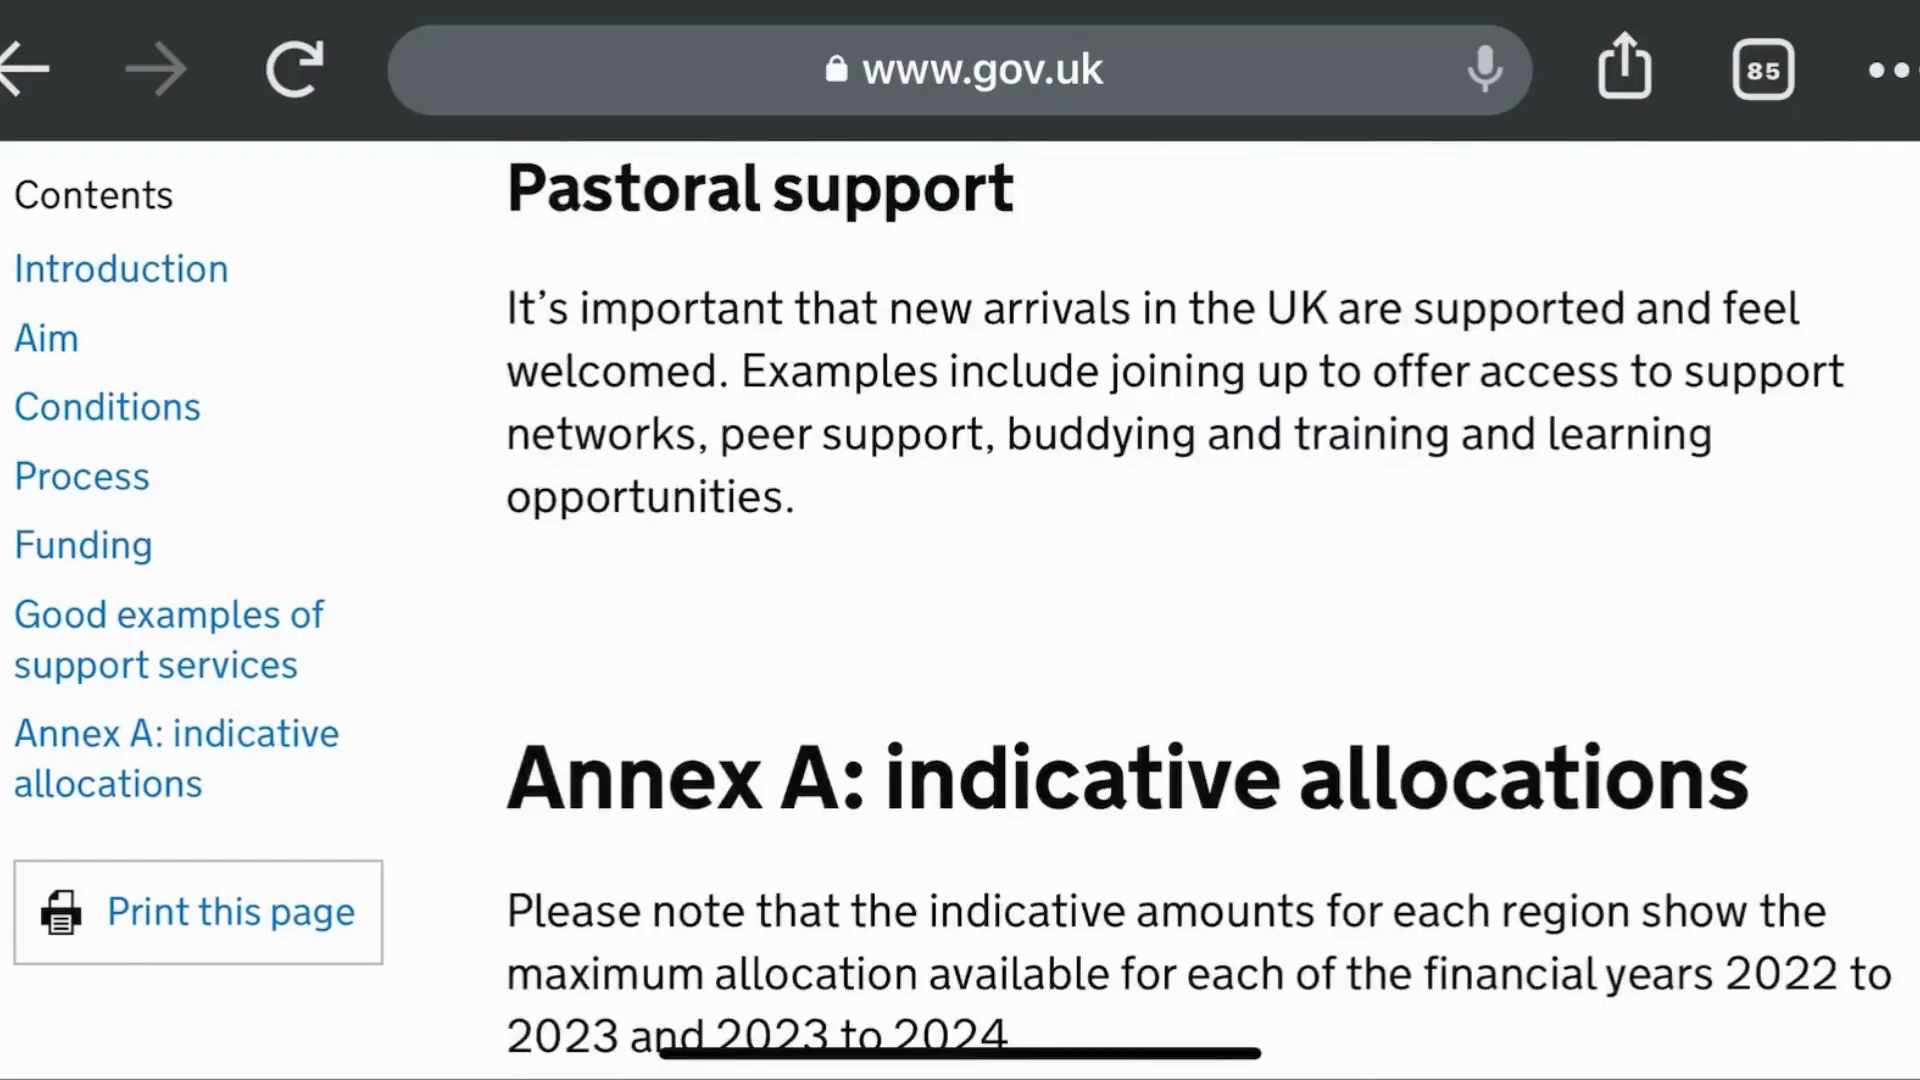 www.gov.uk
85
Contents
Introduction
Aim
Conditions
Process
Funding
Good examples of
support services
Annex A: indicative
allocations
Print this page
Pastoral support
It’s important that new arrivals in the UK are supported and feel
welcomed. Examples include joining up to offer access to support
networks, peer support, buddying and training and learning
opportunities.
Annex A: indicative allocations
Please note that the indicative amounts for each region show the
maximum allocation available for each of the financial years 2022 to
2023 and 2023 to 2024